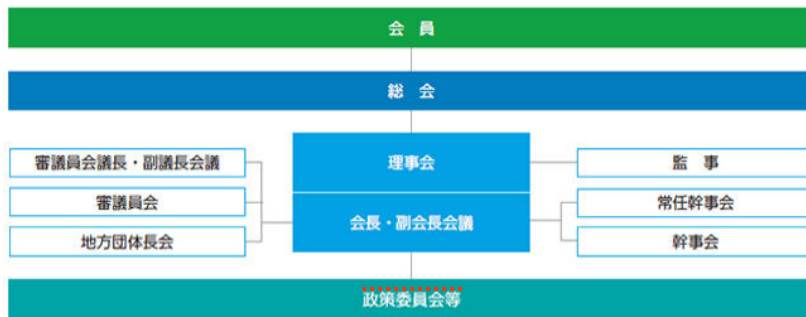 会 員
総 会
審議員会議長・副議長会議
理事会
監 事
審議員会
常任幹事会
会長・副会長会議
地方団体長会
幹事会
政策委員会等